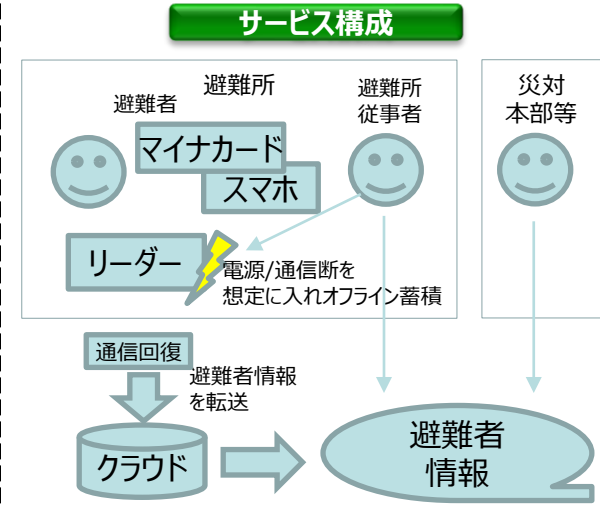 サービス構成
避難所
避難者
マイナカード
スマホ
避難所
従事者
災対
本部等
リーダー
電源/通信断を
想定に入れオフライン蓄積
通信回復
避難者情報
を転送
クラウド
避難者
情報